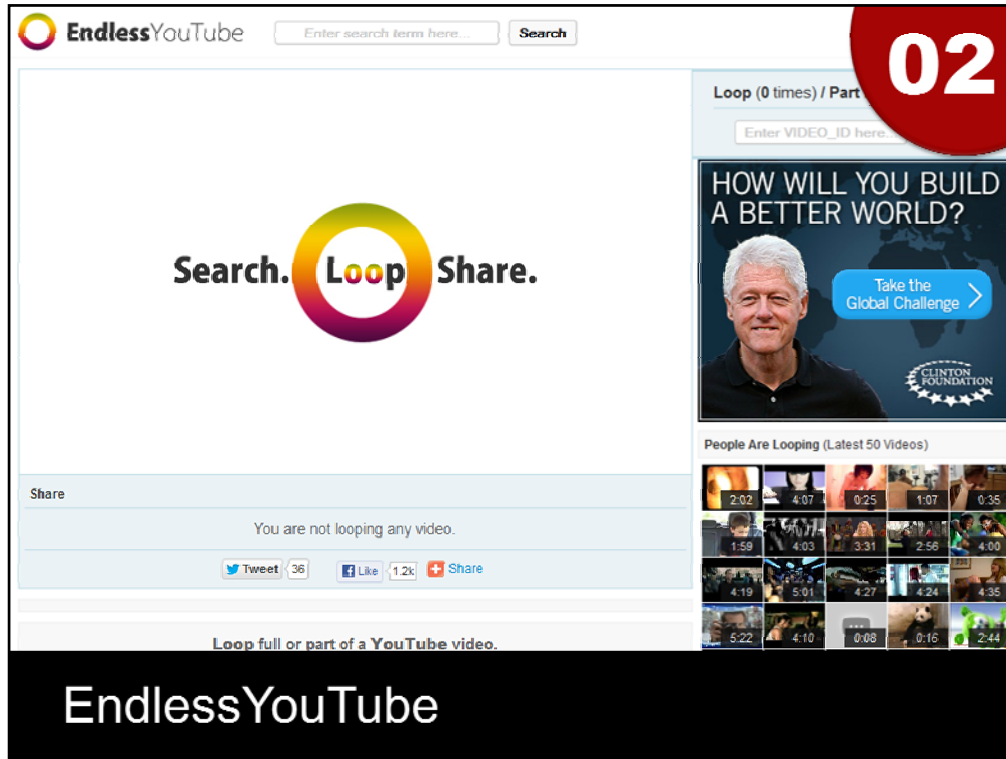 EndlessYouTube
Enter search term here...
Search
02
Loop (0 times) / Part
Enter VIDEO_ID here...
Search. Loop Share.
HOW WILL YOU BUILD
A BETTER WORLD?
Take the
Global Challenge
CLINTON
FOUNDATION
People Are Looping (Latest 50 Videos)
2:02 4:07 0:25 1:07 0:35
1:59 4:03 3:31 2:56 4:00
4:19 5:01 4:27 4:24 4:35
5:22 4:10 0:08 0:16 2:44
Share
You are not looping any video.
Tweet 36 Like 1.2k Share
Loop full or part of a YouTube video.
EndlessYouTube